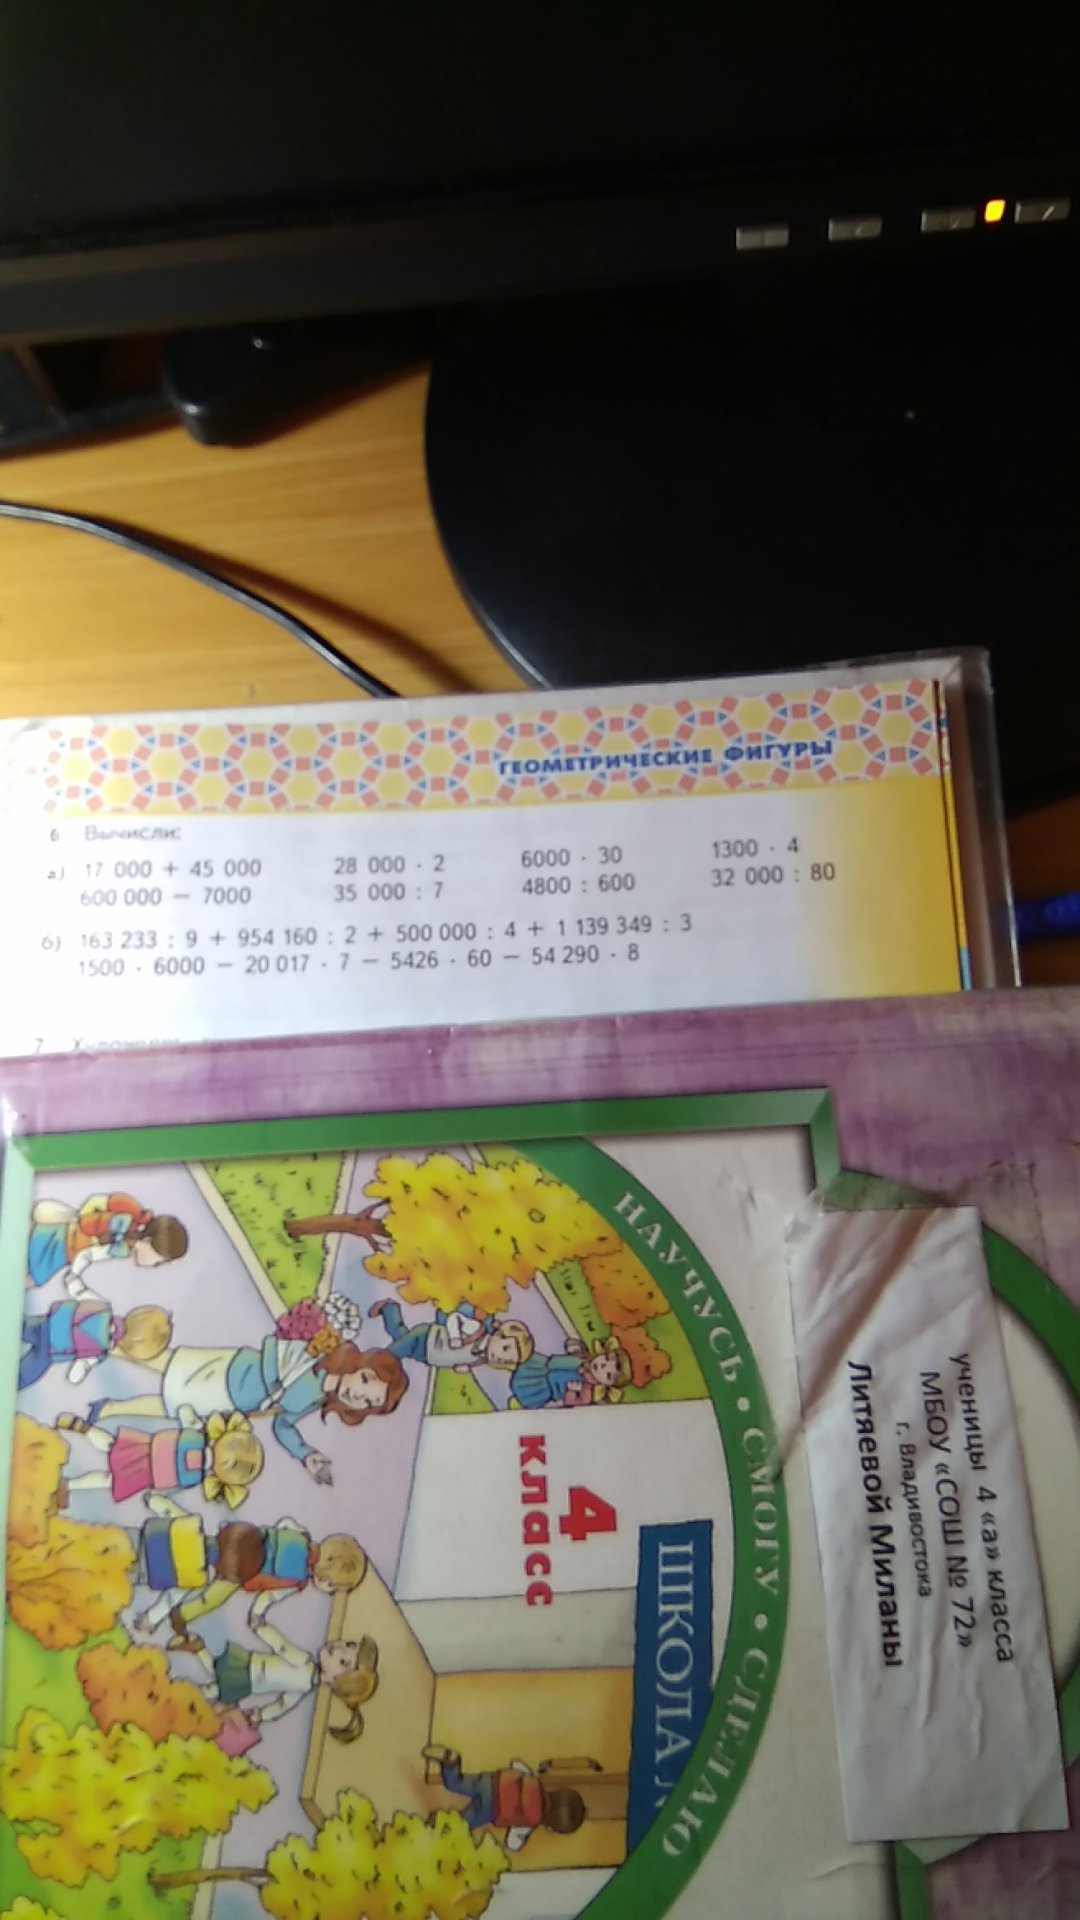 ГЕОМЕТРИЧЕСКИЕ ФИГУРЫ
6 Вычисли:
а) 17 000 + 45 000 28 000 · 2 6000 · 30 1300 · 4
600 000 − 7000 35 000 : 7 4800 : 600 32 000 : 80
б) 163 233 : 9 + 954 160 : 2 + 500 000 : 4 + 1 139 349 : 3
1500 · 6000 − 20 017 · 7 − 5426 · 60 − 54 290 · 8
7
НАУЧУСЬ • СМОГУ • СДЕЛАЮ
4
класс
ШКОЛА
ученицы 4 «а» класса
МБОУ «СОШ № 72»
г. Владивостока
Литяевой Миланы